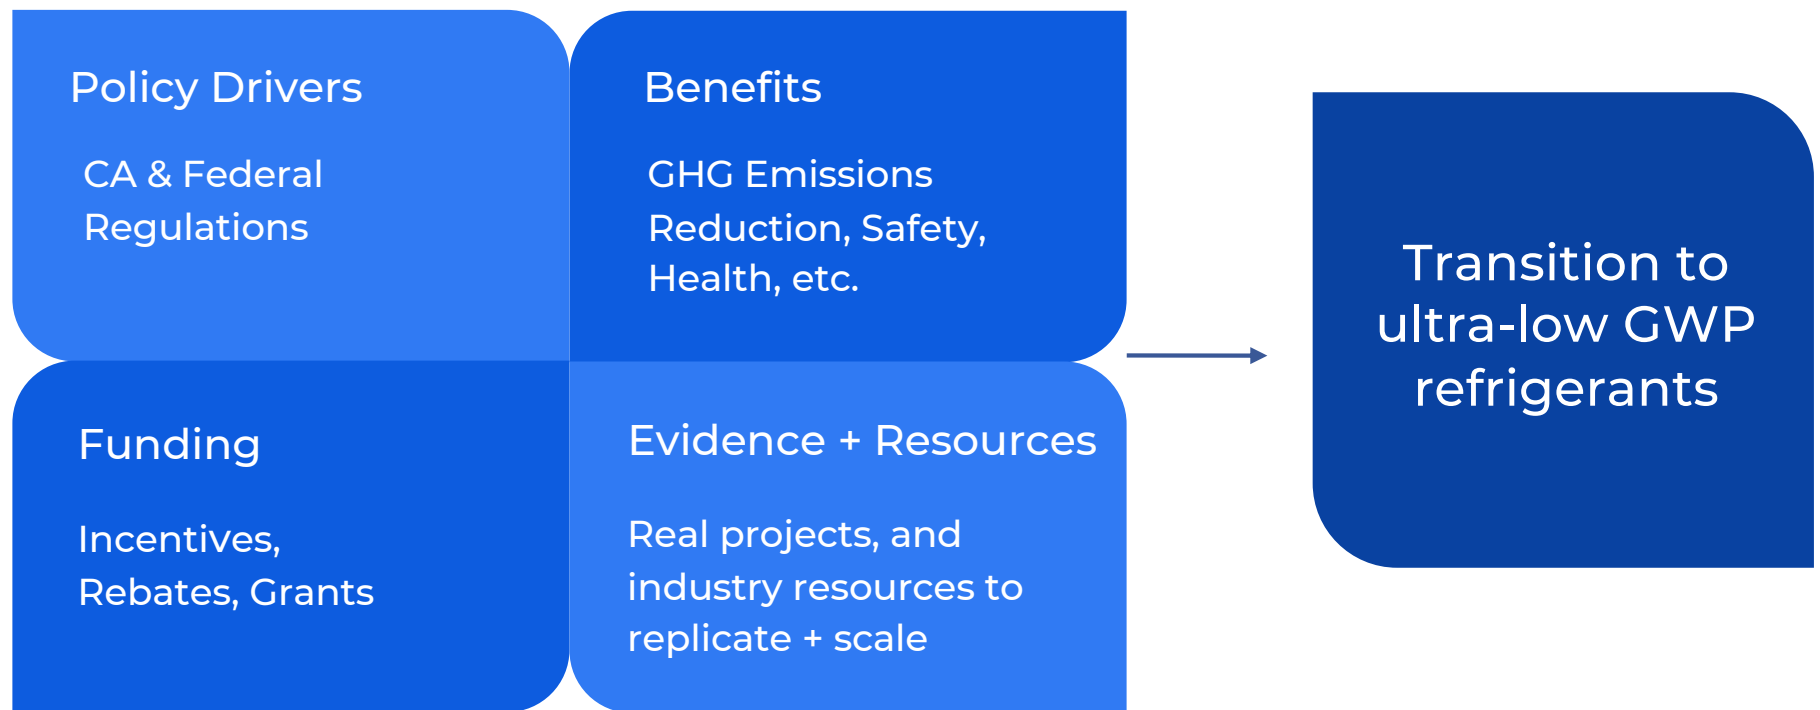 Policy Drivers
CA & Federal
Regulations
Benefits
GHG Emissions
Reduction, Safety,
Health, etc.
Funding
Incentives,
Rebates, Grants
Evidence + Resources
Real projects, and
industry resources to
replicate + scale
Transition to
ultra-low GWP
refrigerants